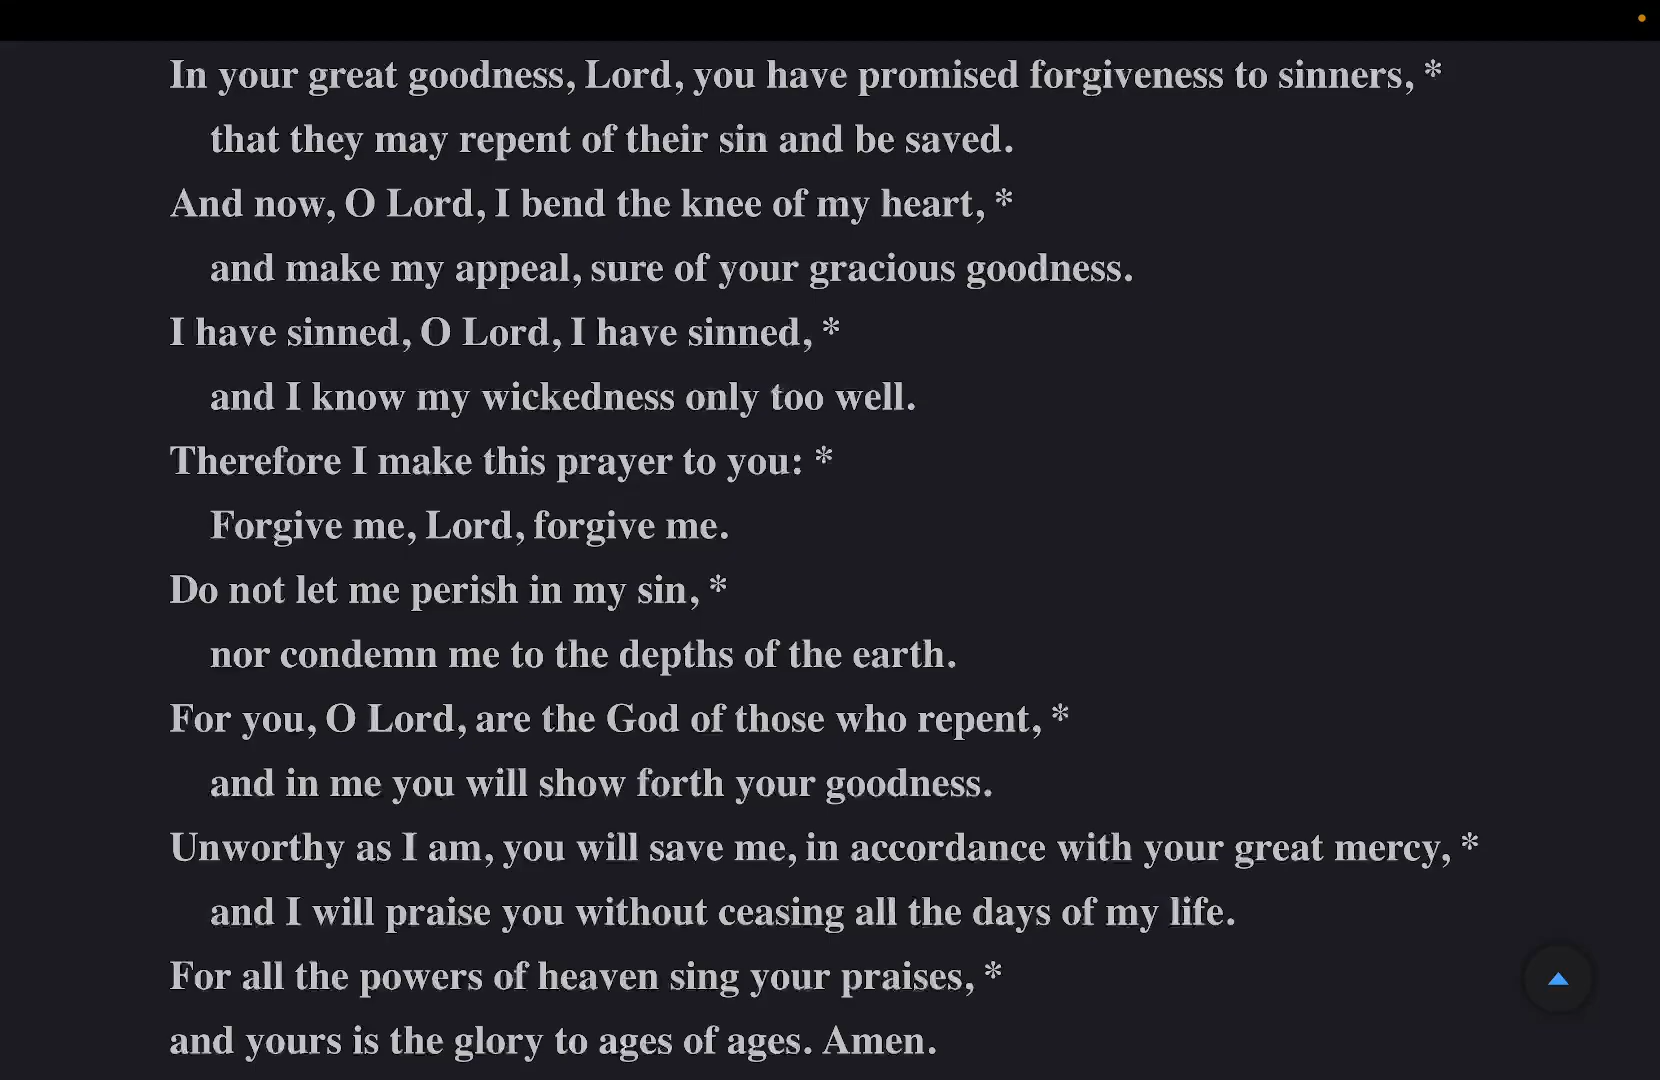 In your great goodness, Lord, you have promised forgiveness to sinners, *
that they may repent of their sin and be saved.
And now, O Lord, I bend the knee of my heart, *
and make my appeal, sure of your gracious goodness.
I have sinned, O Lord, I have sinned, *
and I know my wickedness only too well.
Therefore I make this prayer to you: *
Forgive me, Lord, forgive me.
Do not let me perish in my sin, *
nor condemn me to the depths of the earth.
For you, O Lord, are the God of those who repent, *
and in me you will show forth your goodness.
Unworthy as I am, you will save me, in accordance with your great mercy, *
and I will praise you without ceasing all the days of my life.
For all the powers of heaven sing your praises, *
and yours is the glory to ages of ages. Amen.